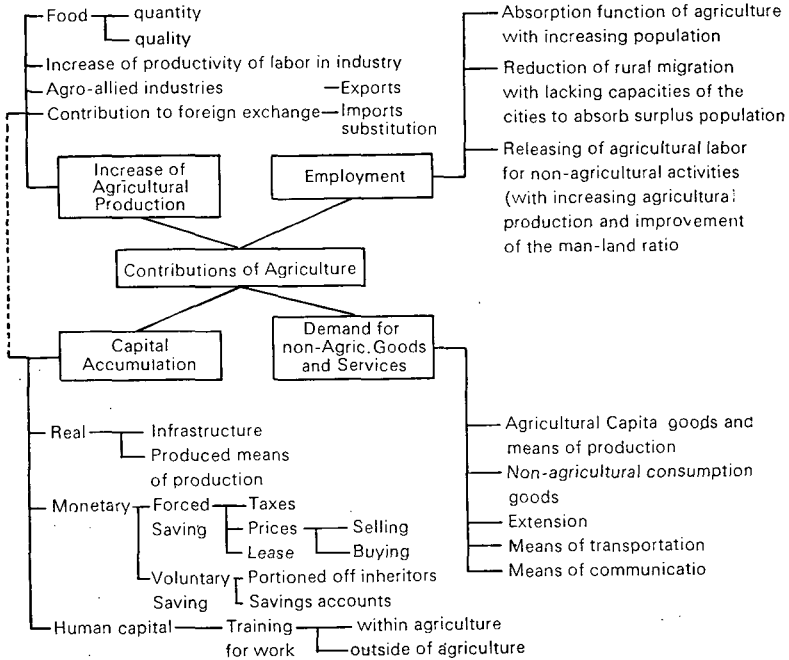 Food
quantity
quality
Increase of productivity of labor in industry
Agro-allied industries
Exports
Contribution to foreign exchange
Imports
substitution
Increase of
Agricultural
Production
Employment
Absorption function of agriculture
with increasing population
Reduction of rural migration
with lacking capacities of the
cities to absorb surplus population
Releasing of agricultural labor
for non-agricultural activities
(with increasing agricultural
production and improvement
of the man-land ratio
Contributions of Agriculture
Capital
Accumulation
Demand for
non-Agric. Goods
and Services
Real
Infrastructure
Produced means
of production
Monetary
Forced
Saving
Taxes
Prices
Selling
Lease
Buying
Voluntary
Saving
Portioned off inheritors
Savings accounts
Human capital
Training
for work
within agriculture
outside of agriculture
Agricultural Capita goods and
means of production
Non-agricultural consumption
goods
Extension
Means of transportation
Means of communicatio